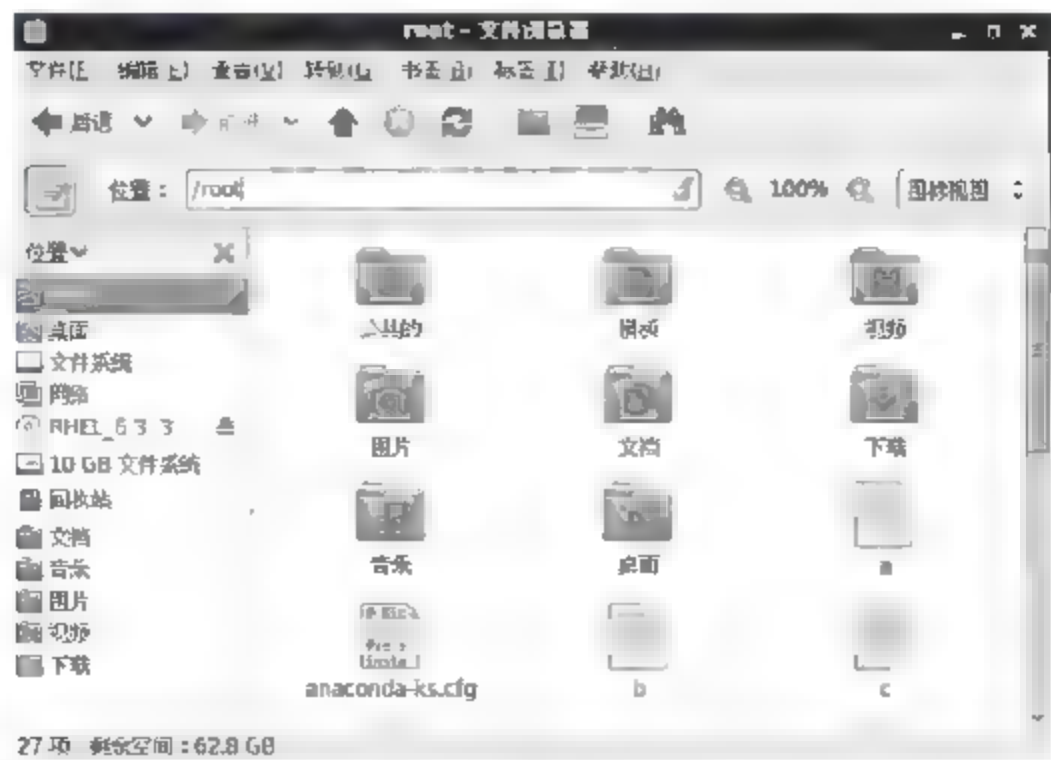 root - 文件浏览器
文件(F) 编辑(E) 查看(V) 转到(G) 书签(B) 标签(T) 帮助(H)
后退
位置： /root 100% 图标视图
位置
桌面
文件系统
网络
RHEL_6.3
10 GB 文件系统
回收站
文档
音乐
图片
视频
下载
公共的 模板 视频
图片 文档 下载
音乐 桌面 a
anaconda-ks.cfg b c
27 项 剩余空间：62.8 GB